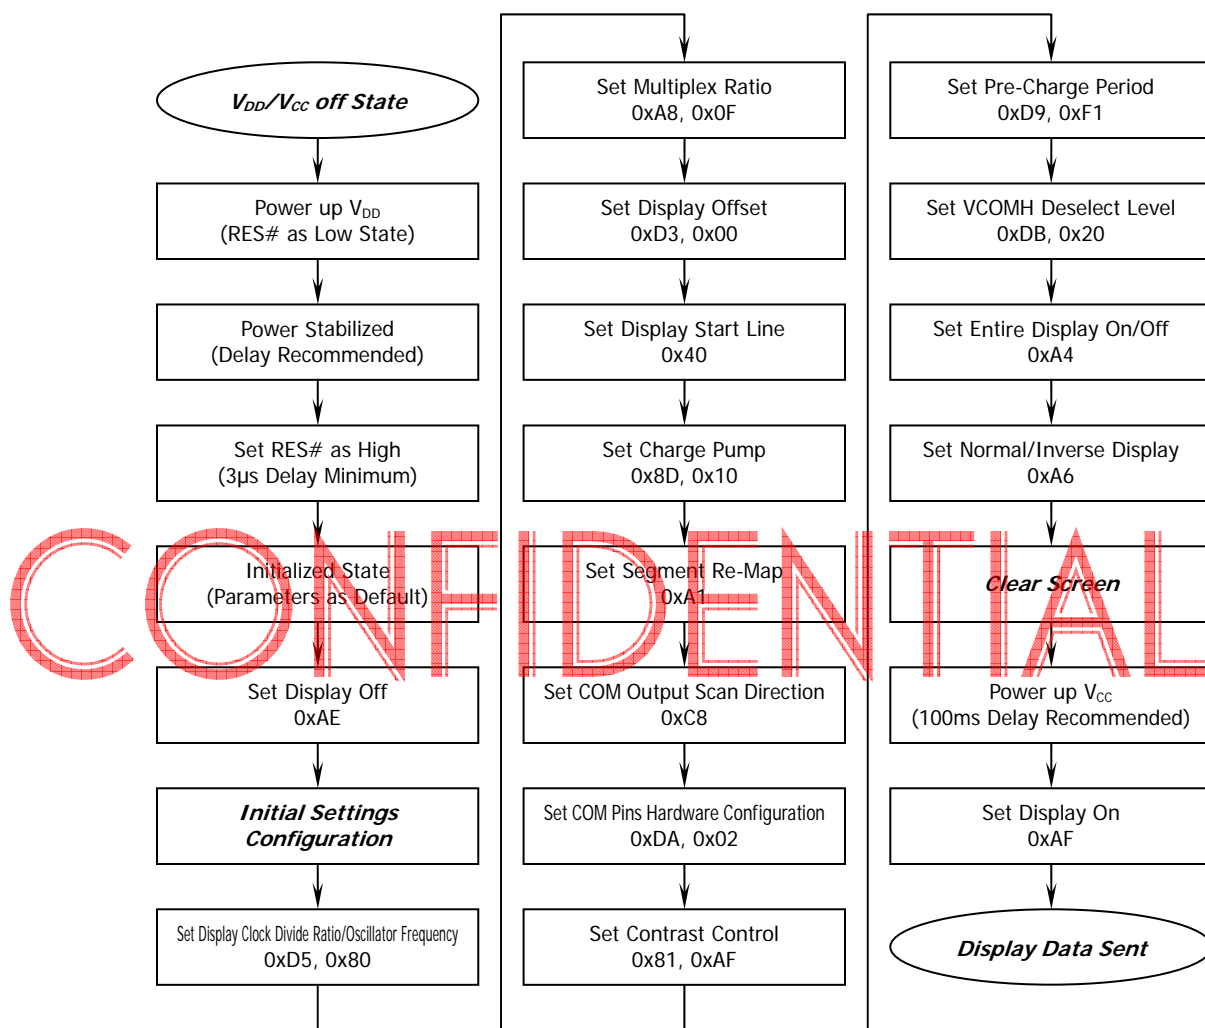 V_DD/V_CC off State
Power up V_DD
(RES# as Low State)
Power Stabilized
(Delay Recommended)
Set RES# as High
(3μs Delay Minimum)
Initialized State
(Parameters as Default)
Set Display Off
0xAE
Initial Settings
Configuration
Set Display Clock Divide Ratio/Oscillator Frequency
0xD5, 0x80
Set Multiplex Ratio
0xA8, 0x0F
Set Display Offset
0xD3, 0x00
Set Display Start Line
0x40
Set Charge Pump
0x8D, 0x10
Set Segment Re-Map
0xA1
Set COM Output Scan Direction
0xC8
Set COM Pins Hardware Configuration
0xDA, 0x02
Set Contrast Control
0x81, 0xAF
Set Pre-Charge Period
0xD9, 0xF1
Set VCOMH Deselect Level
0xDB, 0x20
Set Entire Display On/Off
0xA4
Set Normal/Inverse Display
0xA6
Clear Screen
Power up V_CC
(100ms Delay Recommended)
Set Display On
0xAF
Display Data Sent
CONFIDENTIAL